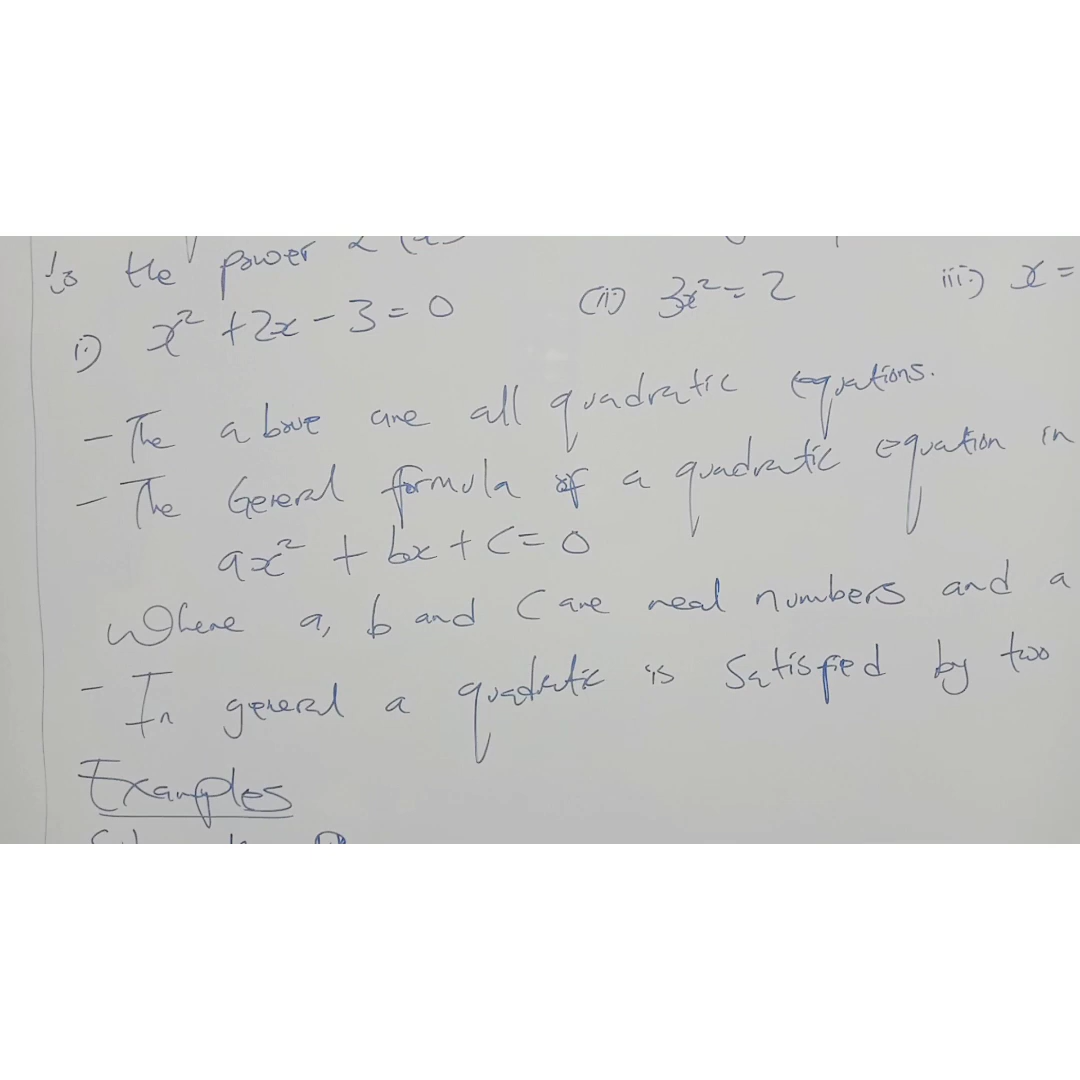 to the power 2
i) x² + 2x - 3 = 0 (ii) 3x² = 2 iii) x =
- The above are all quadratic equations.
- The General formula of a quadratic equation in
ax² + bx + c = 0
Where a, b and c are real numbers and a
- In general a quadratic is satisfied by two
Examples